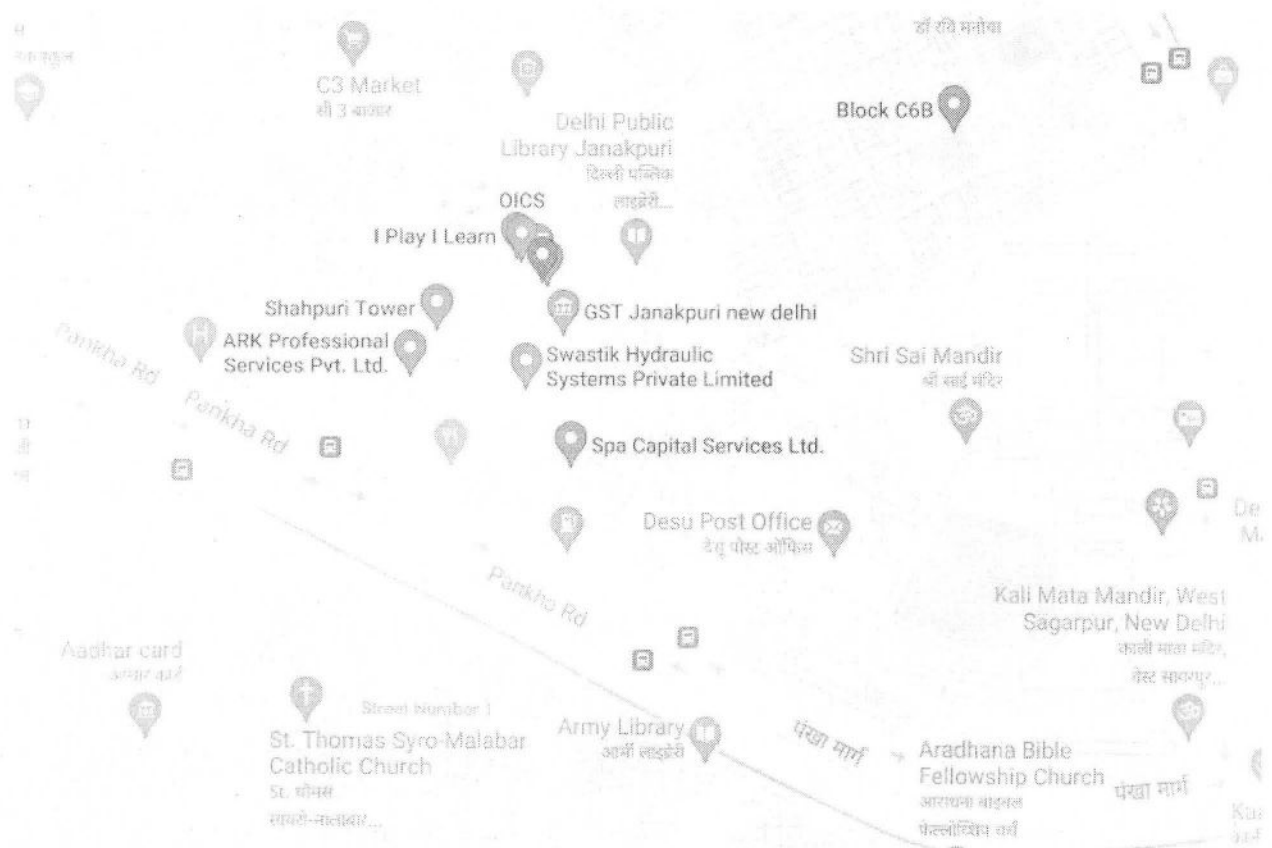 डॉ रवि मनोचा
C3 Market
सी 3 बाजार
Block C6B
Delhi Public
Library Janakpuri
दिल्ली पब्लिक
लाइब्रेरी...
OICS
I Play I Learn
Shahpuri Tower
GST Janakpuri new delhi
ARK Professional
Services Pvt. Ltd.
Swastik Hydraulic
Systems Private Limited
Shri Sai Mandir
श्री साई मंदिर
Pankha Rd
Pankha Rd
Spa Capital Services Ltd.
Desu Post Office
देसू पोस्ट ऑफिस
Pankha Rd
Kali Mata Mandir, West
Sagarpur, New Delhi
काली माता मंदिर,
वेस्ट सागरपुर...
Aadhar card
आधार कार्ड
Street Number 1
St. Thomas Syro-Malabar
Catholic Church
St. थोमस
सायरो-मालाबार...
Army Library
आर्मी लाइब्रेरी
पंखा मार्ग
Aradhana Bible
Fellowship Church
आराधना बाइबल
फेल्लोव्शिप चर्च
पंखा मार्ग